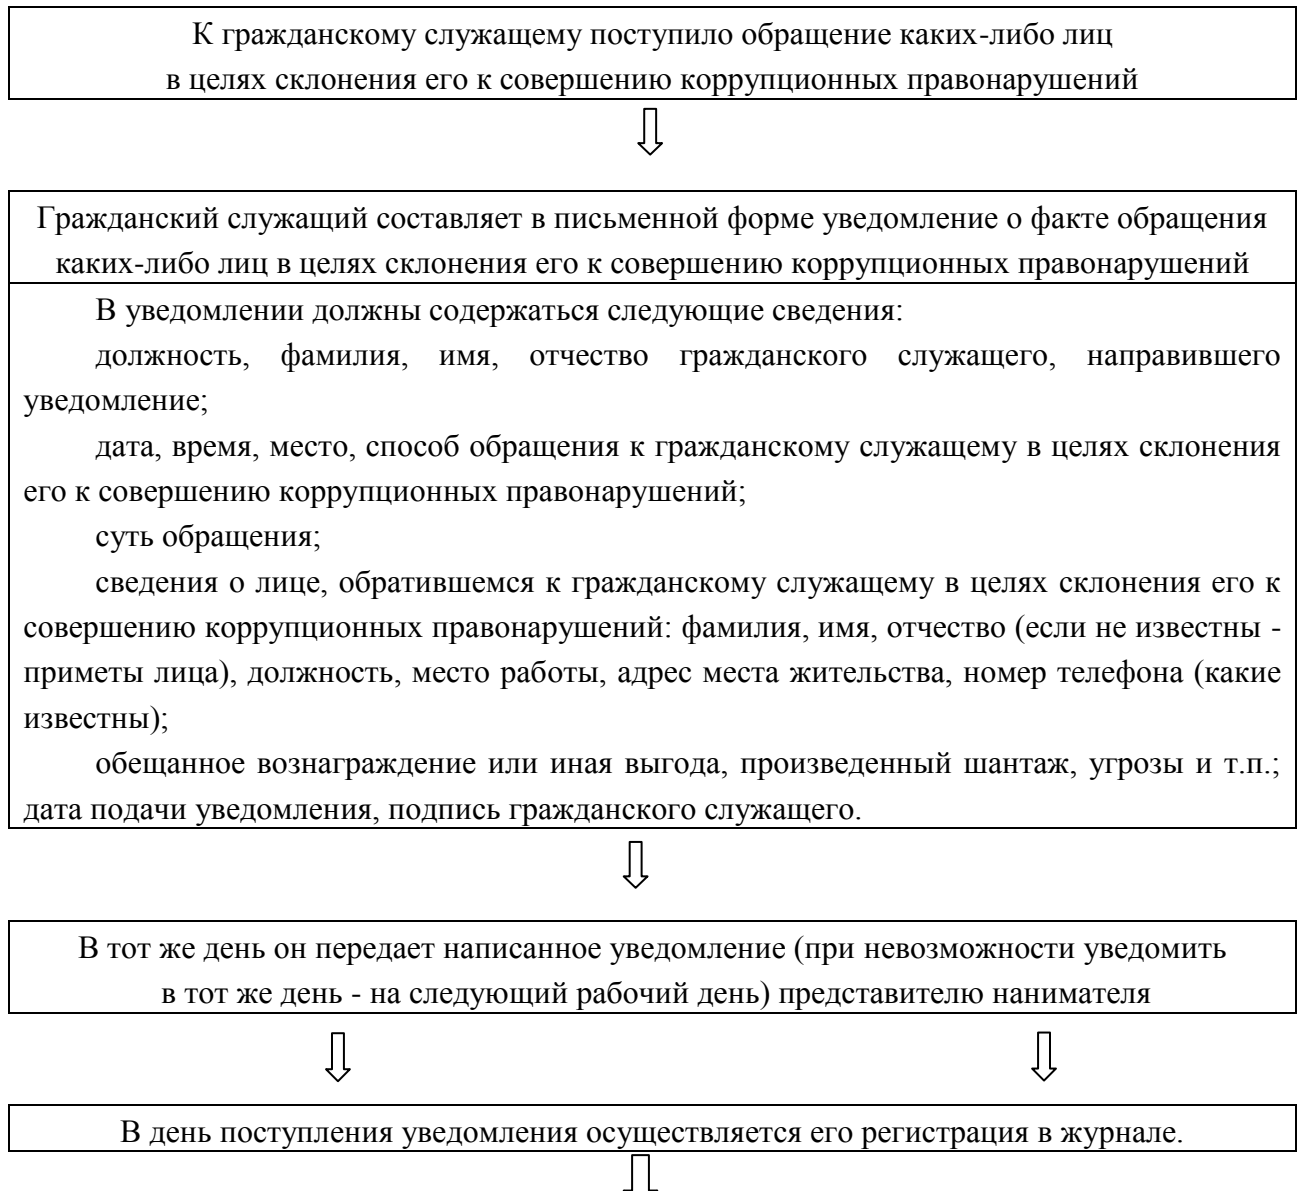 К гражданскому служащему поступило обращение каких-либо лиц
в целях склонения его к совершению коррупционных правонарушений
Гражданский служащий составляет в письменной форме уведомление о факте обращения
каких-либо лиц в целях склонения его к совершению коррупционных правонарушений
В уведомлении должны содержаться следующие сведения:
должность, фамилия, имя, отчество гражданского служащего, направившего
уведомление;
дата, время, место, способ обращения к гражданскому служащему в целях склонения
его к совершению коррупционных правонарушений;
суть обращения;
сведения о лице, обратившемся к гражданскому служащему в целях склонения его к
совершению коррупционных правонарушений: фамилия, имя, отчество (если не известны -
приметы лица), должность, место работы, адрес места жительства, номер телефона (какие
известны);
обещанное вознаграждение или иная выгода, произведенный шантаж, угрозы и т.п.;
дата подачи уведомления, подпись гражданского служащего.
В тот же день он передает написанное уведомление (при невозможности уведомить
в тот же день - на следующий рабочий день) представителю нанимателя
В день поступления уведомления осуществляется его регистрация в журнале.